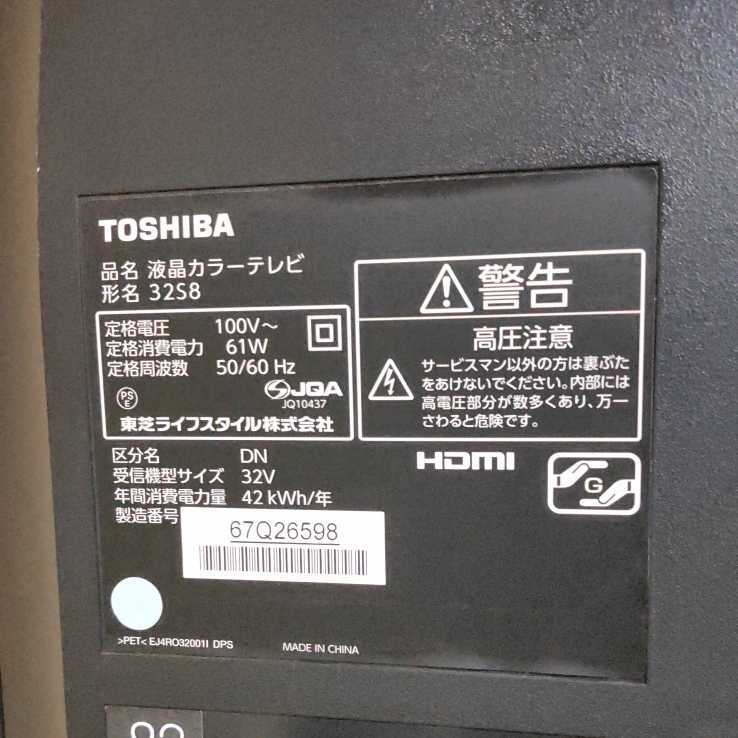 TOSHIBA
品名 液晶カラーテレビ
形名 32S8
定格電圧 100V～
定格消費電力 61W
定格周波数 50/60 Hz
PS
E
JQA
JQ10437
東芝ライフスタイル株式会社
警告
高圧注意
サービスマン以外の方は裏ぶた
をあけないでください。内部には
高電圧部分が数多くあり、万一
さわると危険です。
区分名 DN
受信機型サイズ 32V
年間消費電力量 42 kWh/年
製造番号
67Q26598
HDMI
G
>PET< EJ4RO32001I DPS
MADE IN CHINA